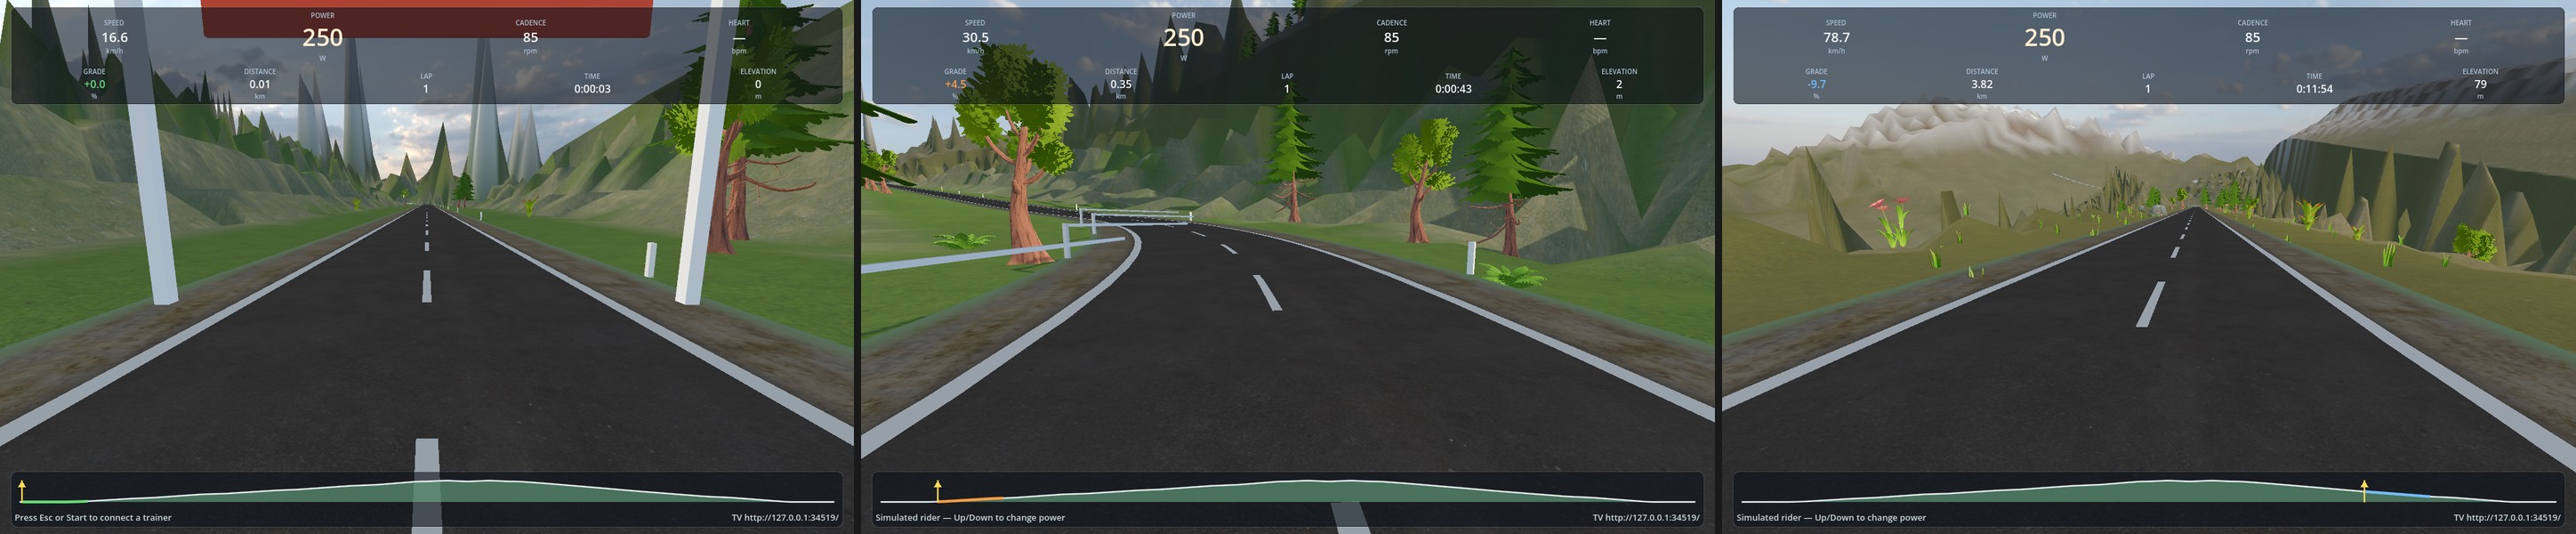 SPEED POWER CADENCE HEART
16.6 250 85 —
km/h W rpm bpm
GRADE DISTANCE LAP TIME ELEVATION
+0.0 0.01 1 0:00:03 0
% km m
Press Esc or Start to connect a trainer TV http://127.0.0.1:34519/
SPEED POWER CADENCE HEART
30.5 250 85 —
km/h W rpm bpm
GRADE DISTANCE LAP TIME ELEVATION
+4.5 0.35 1 0:00:43 2
% km m
Simulated rider — Up/Down to change power TV http://127.0.0.1:34519/
SPEED POWER CADENCE HEART
78.7 250 85 —
km/h W rpm bpm
GRADE DISTANCE LAP TIME ELEVATION
-9.7 3.82 1 0:11:54 79
% km m
Simulated rider — Up/Down to change power TV http://127.0.0.1:34519/